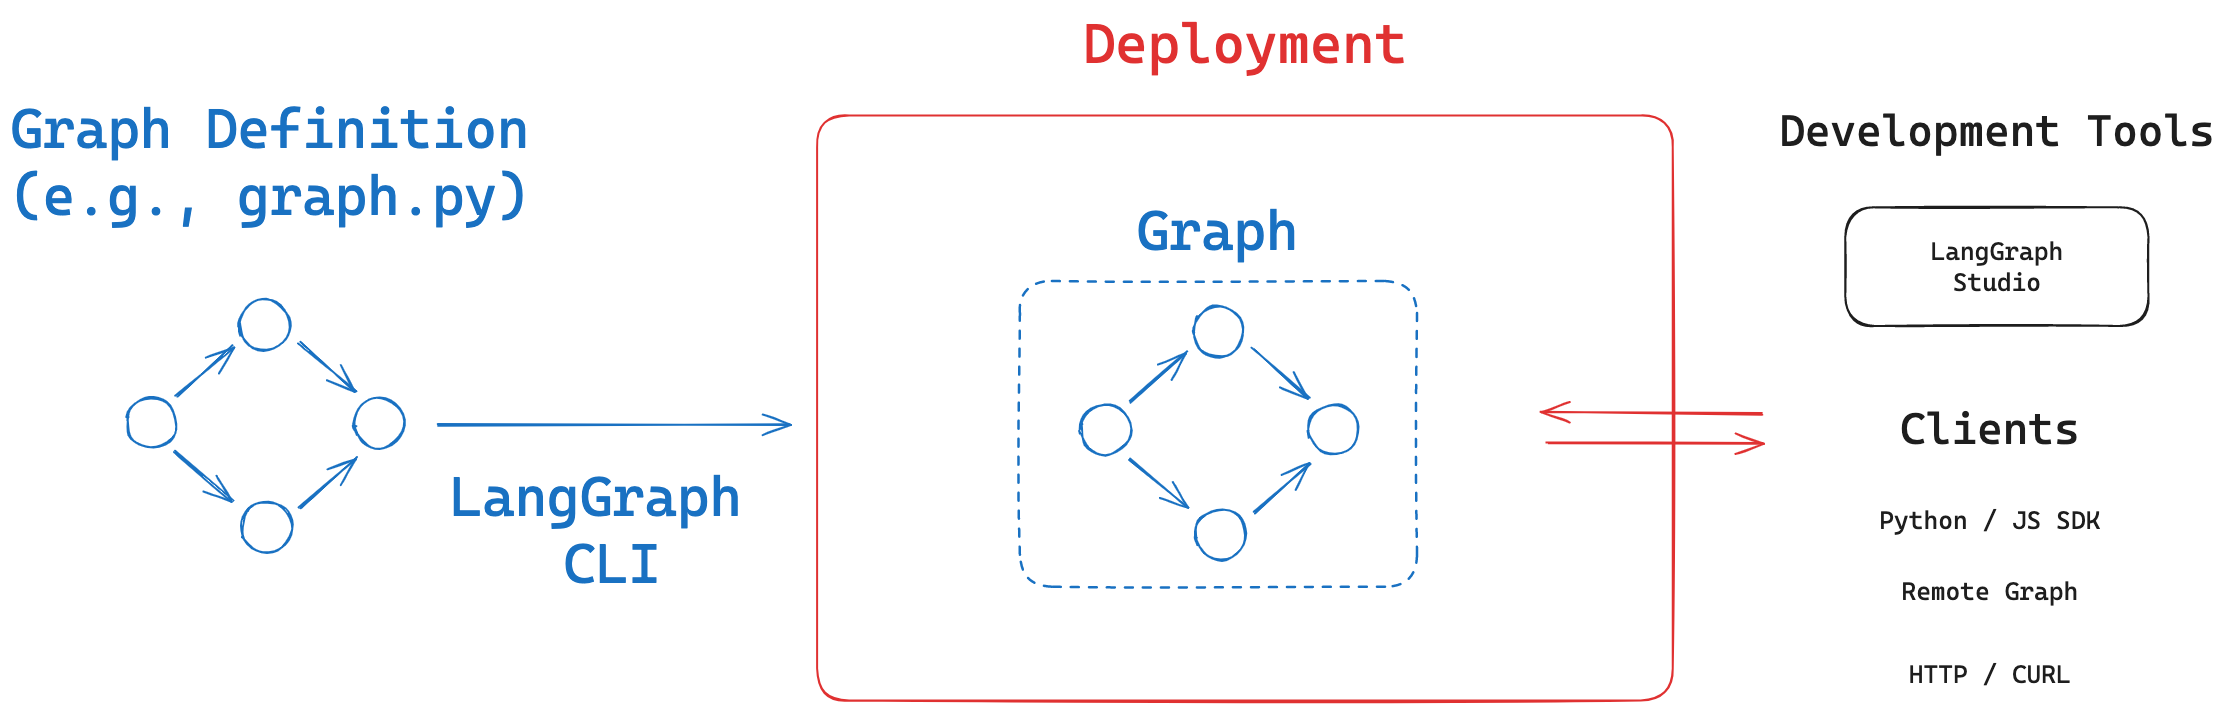 Deployment
Graph Definition
(e.g., graph.py)
LangGraph
CLI
Graph
Development Tools
LangGraph
Studio
Clients
Python / JS SDK
Remote Graph
HTTP / CURL